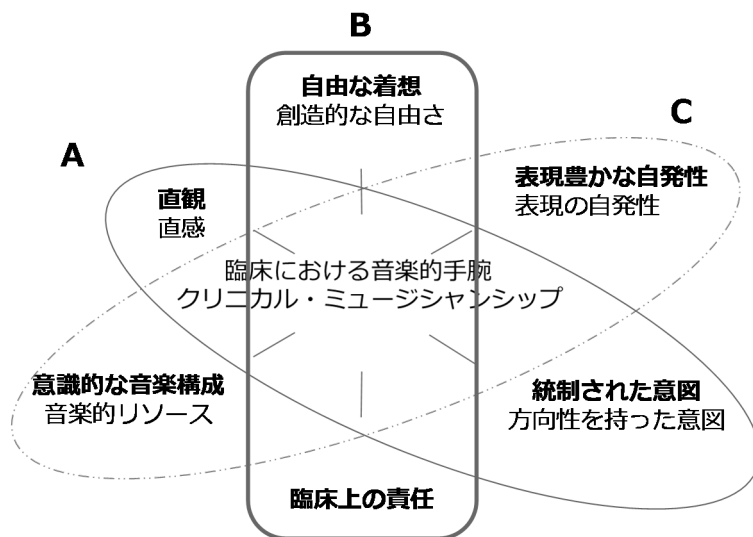 B
自由な着想
創造的な自由さ
C
A
表現豊かな自発性
表現の自発性
直観
直感
臨床における音楽的手腕
クリニカル・ミュージシャンシップ
意識的な音楽構成
音楽的リソース
統制された意図
方向性を持った意図
臨床上の責任